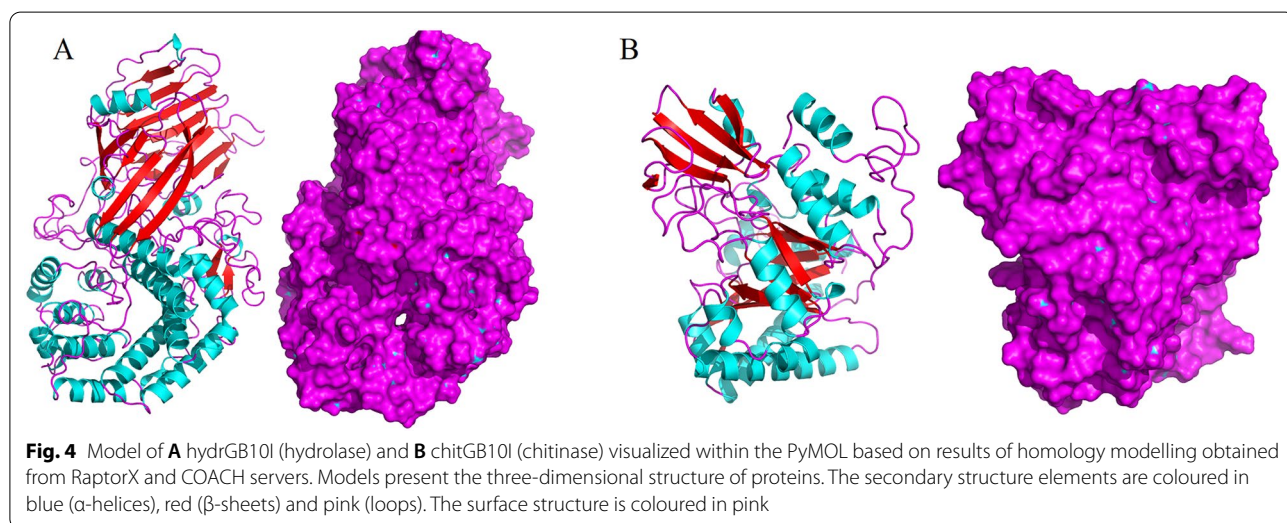 A
B
Fig. 4 Model of A hydrGB10I (hydrolase) and B chitGB10I (chitinase) visualized within the PyMOL based on results of homology modelling obtained
from RaptorX and COACH servers. Models present the three-dimensional structure of proteins. The secondary structure elements are coloured in
blue (α-helices), red (β-sheets) and pink (loops). The surface structure is coloured in pink